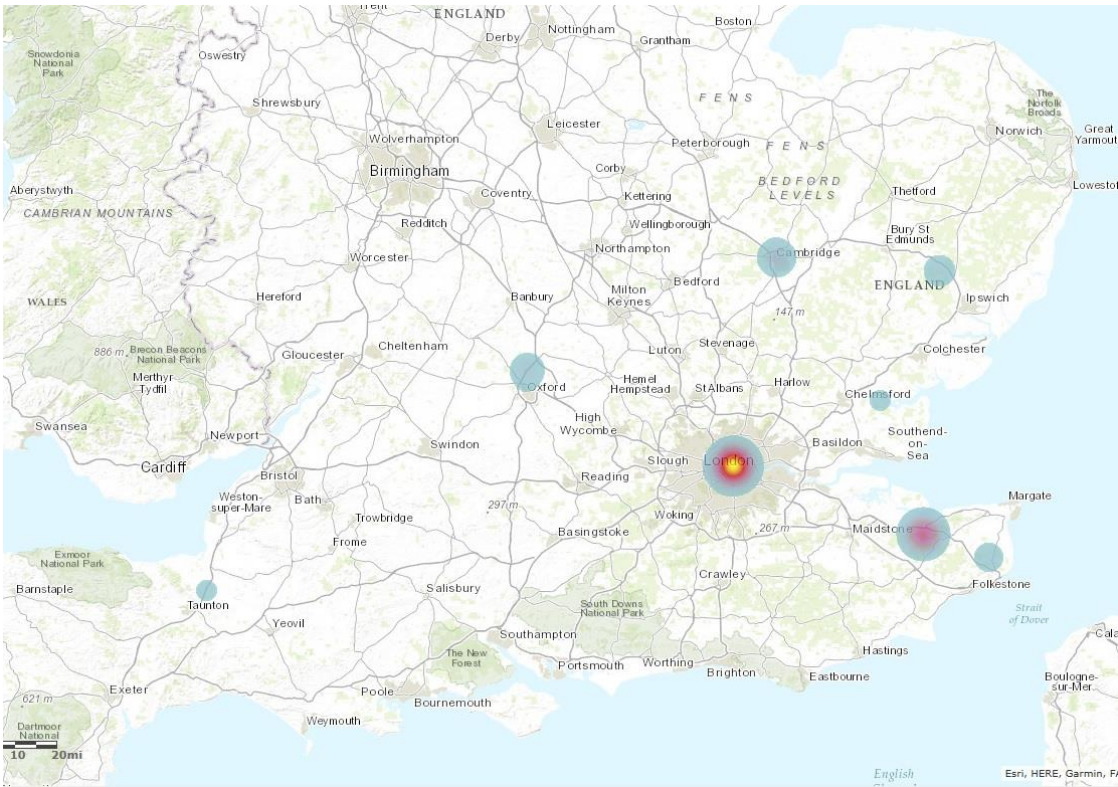 Trent
ENGLAND
Boston
Nottingham
Derby
Grantham
Snowdonia
National
Park
Oswestry
The
Norfolk
Broads
FENS
Shrewsbury
Leicester
Norwich
Great
Yarmout
Wolverhampton
Peterborough
FENS
Birmingham
Corby
Aberystwyth
Coventry
Kettering
BEDFORD
LEVELS
Thetford
Lowestof
CAMBRIAN MOUNTAINS
Redditch
Wellingborough
Bury St
Edmunds
Worcester
Northampton
Cambridge
Bedford
WALES
Hereford
Banbury
Milton
Keynes
ENGLAND
Ipswich
147 m
886 m
Brecon Beacons
National Park
Gloucester
Cheltenham
Luton
Stevenage
Colchester
Merthyr
Tydfil
Oxford
Hemel
Hempstead
St Albans
Harlow
Chelmsford
Swansea
Newport
High
Wycombe
Swindon
Basildon
Southend-
on-
Sea
Cardiff
Bristol
Slough
London
Reading
Bath
Weston-
super-Mare
297 m
Woking
Margate
Trowbridge
Basingstoke
267 m
Maidstone
Frome
Exmoor
National Park
Crawley
Barnstaple
Salisbury
Folkestone
Taunton
South Downs
National Park
Strait
of Dover
Yeovil
Southampton
Cala
The New
Forest
Portsmouth
Worthing
Brighton
Hastings
Eastbourne
Boulogne-
sur-Mer
621 m
Exeter
Poole
Bournemouth
Weymouth
Dartmoor
National
10 20mi
English
Esri, HERE, Garmin, FA